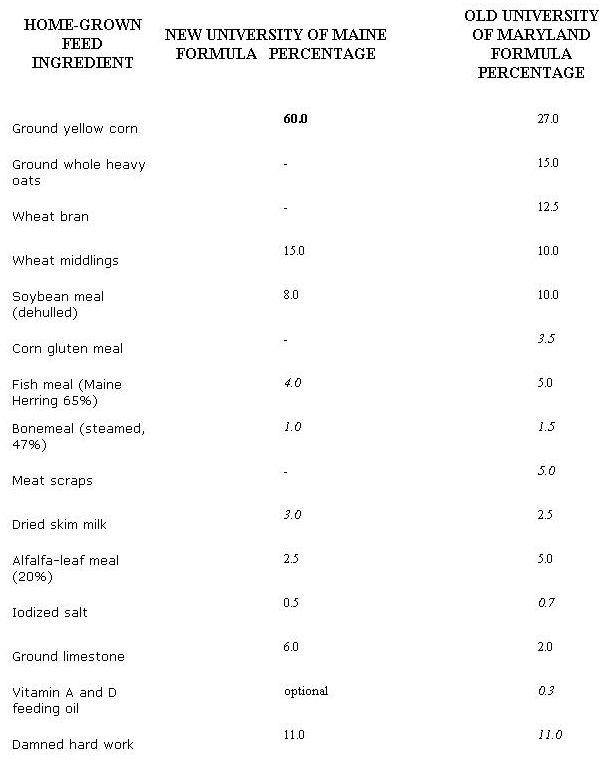 HOME-GROWN FEED INGREDIENT NEW UNIVERSITY OF MAINE FORMULA PERCENTAGE OLD UNIVERSITY OF MARYLAND FORMULA PERCENTAGE
Ground yellow corn 60.0 27.0
Ground whole heavy oats - 15.0
Wheat bran - 12.5
Wheat middlings 15.0 10.0
Soybean meal (dehulled) 8.0 10.0
Corn gluten meal - 3.5
Fish meal (Maine Herring 65%) 4.0 5.0
Bonemeal (steamed, 47%) 1.0 1.5
Meat scraps - 5.0
Dried skim milk 3.0 2.5
Alfalfa-leaf meal (20%) 2.5 5.0
Iodized salt 0.5 0.7
Ground limestone 6.0 2.0
Vitamin A and D feeding oil optional 0.3
Damned hard work 11.0 11.0